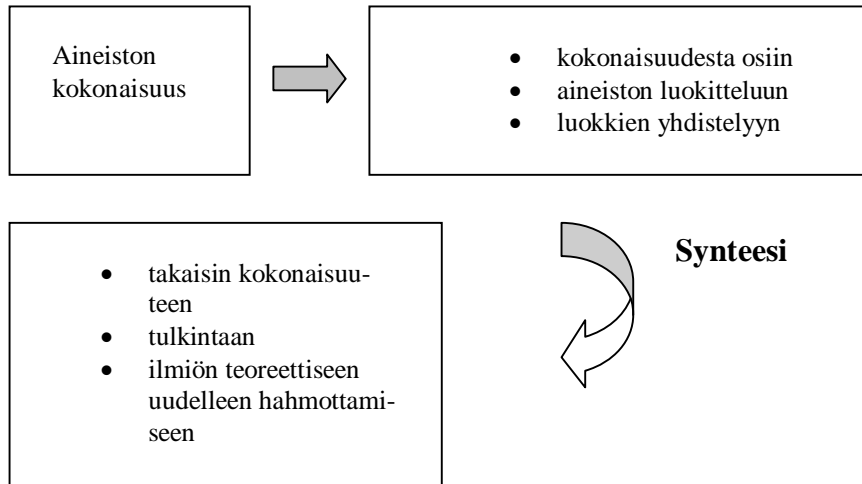 Aineiston
kokonaisuus
• kokonaisuudesta osiin
• aineiston luokitteluun
• luokkien yhdistelyyn
Synteesi
• takaisin kokonaisuu-
teen
• tulkintaan
• ilmiön teoreettiseen
uudelleen hahmottami-
seen